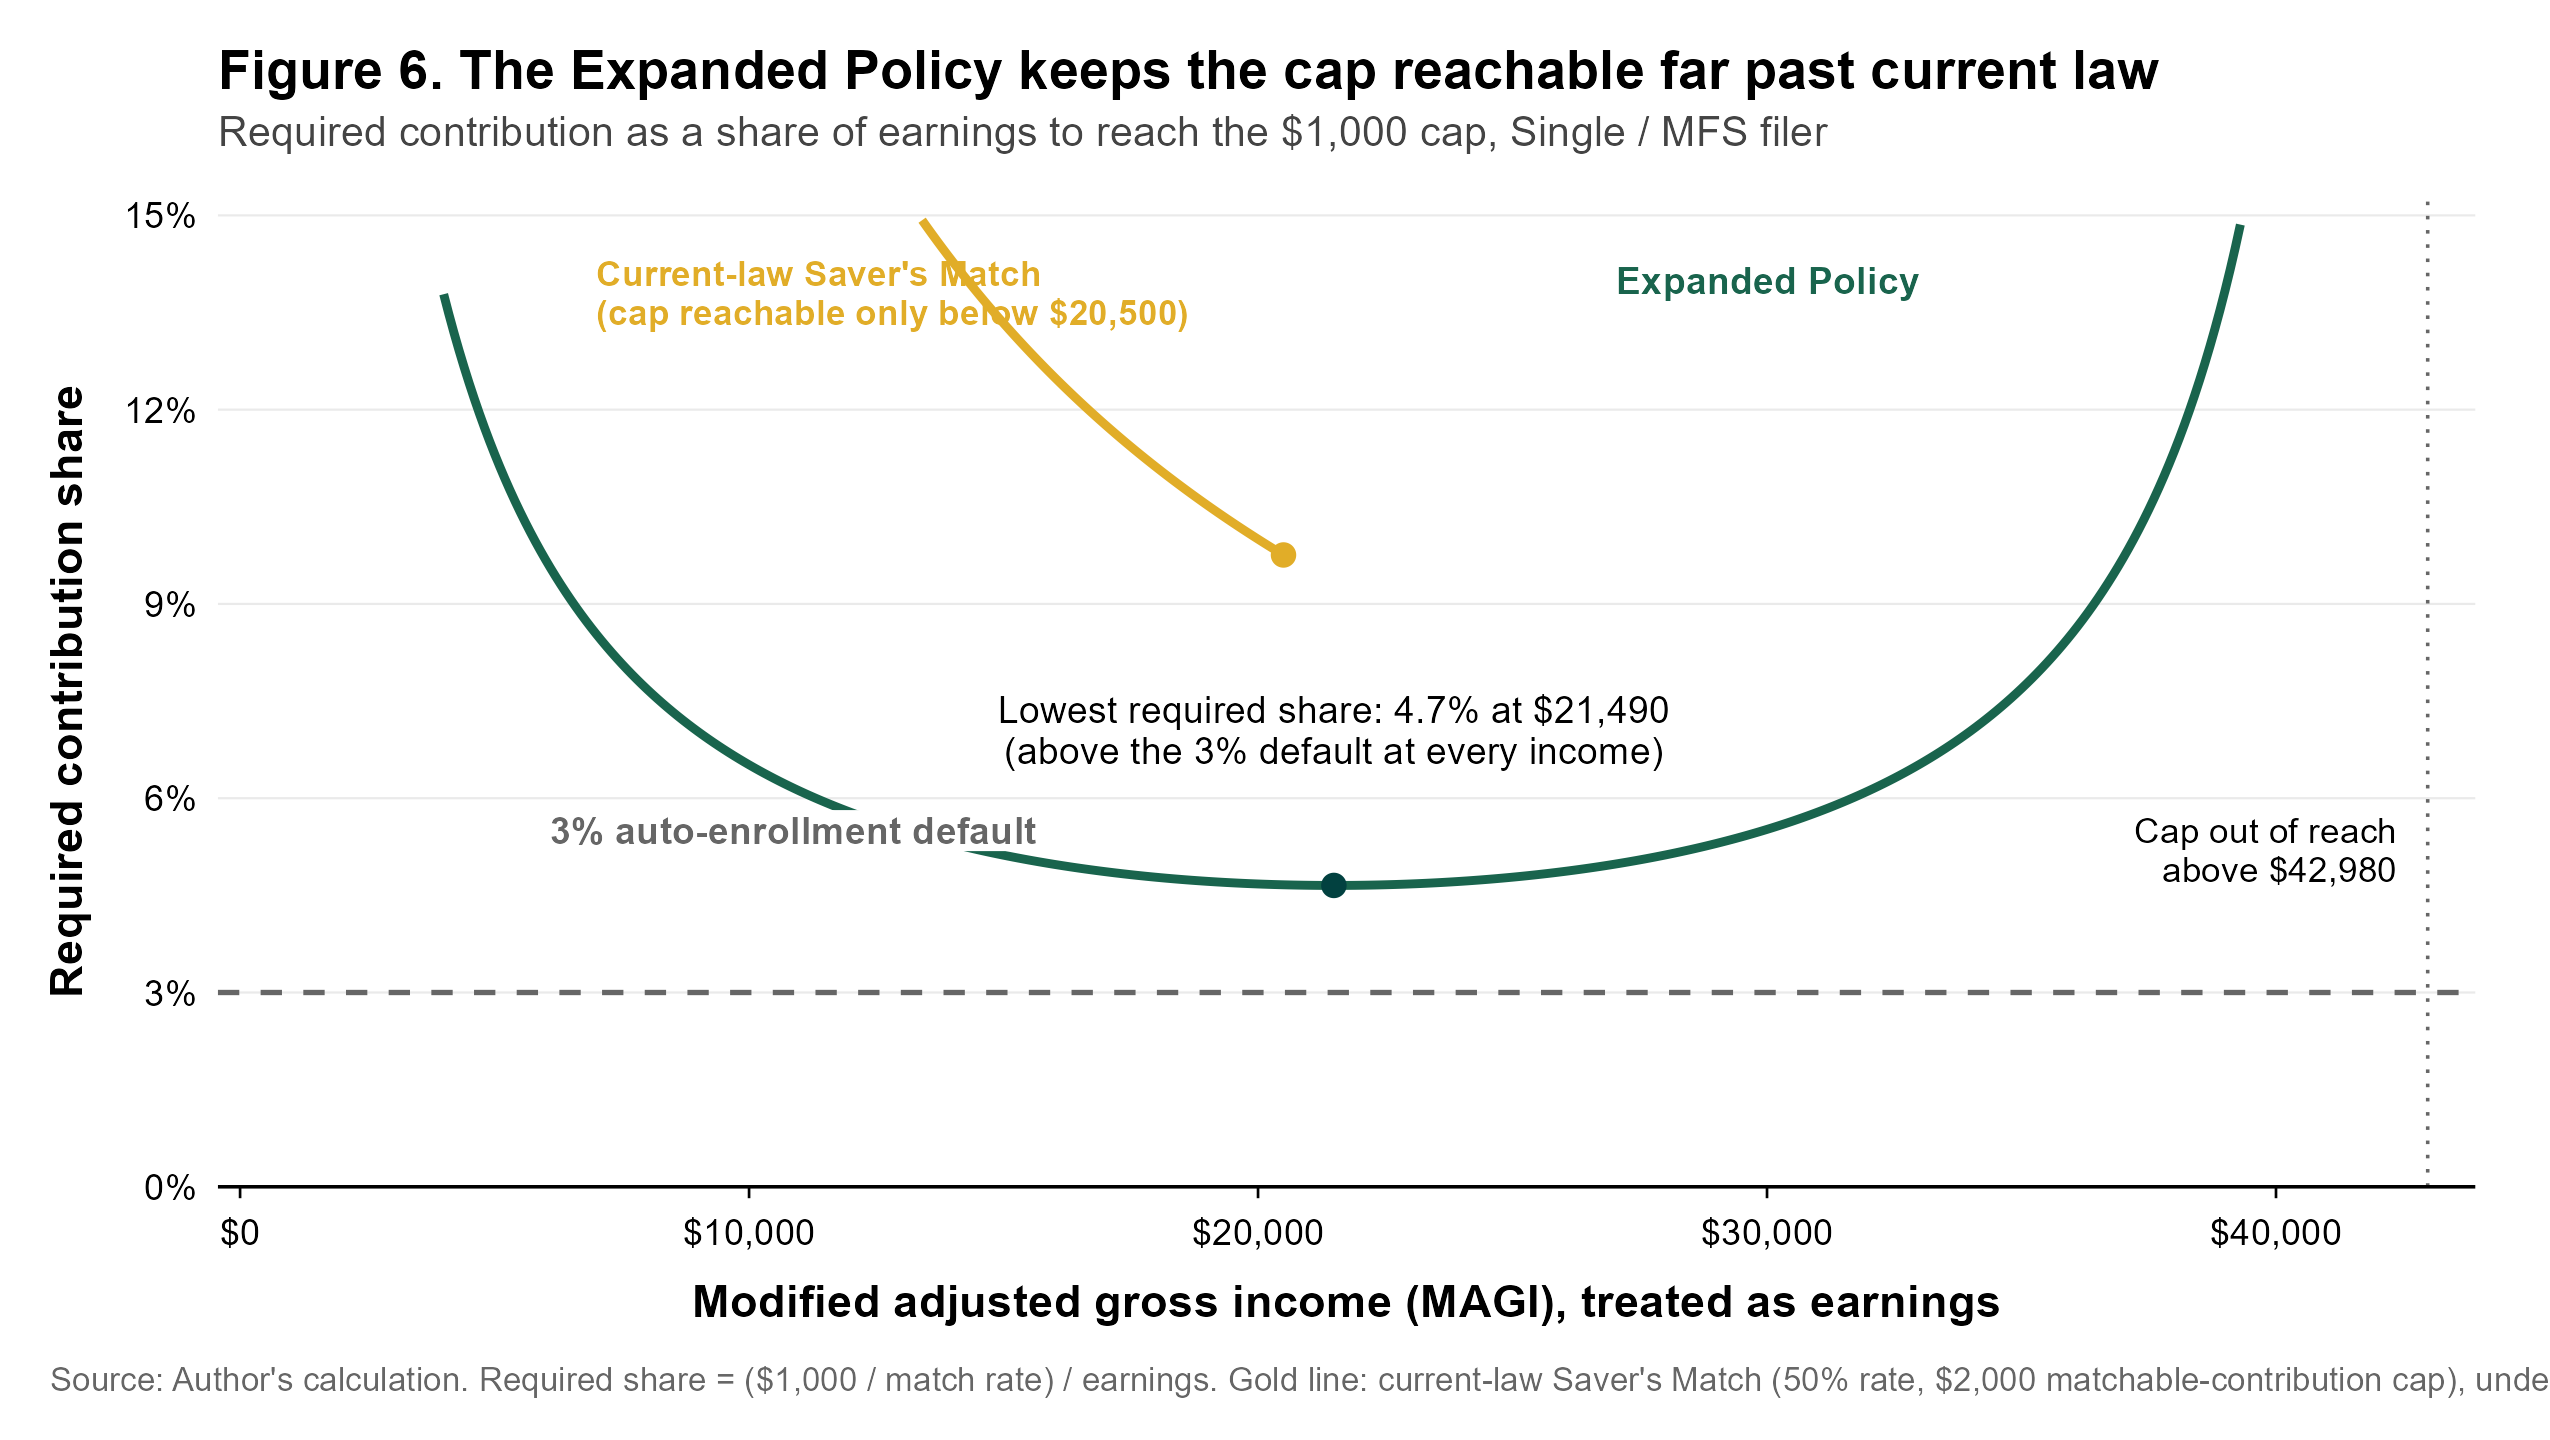 Figure 6. The Expanded Policy keeps the cap reachable far past current law
Required contribution as a share of earnings to reach the $1,000 cap, Single / MFS filer
Required contribution share
15%
12%
9%
6%
3%
0%
Current-law Saver's Match
(cap reachable only below $20,500)
Expanded Policy
Lowest required share: 4.7% at $21,490
(above the 3% default at every income)
3% auto-enrollment default
Cap out of reach
above $42,980
$0
$10,000
$20,000
$30,000
$40,000
Modified adjusted gross income (MAGI), treated as earnings
Source: Author's calculation. Required share = ($1,000 / match rate) / earnings. Gold line: current-law Saver's Match (50% rate, $2,000 matchable-contribution cap), unde